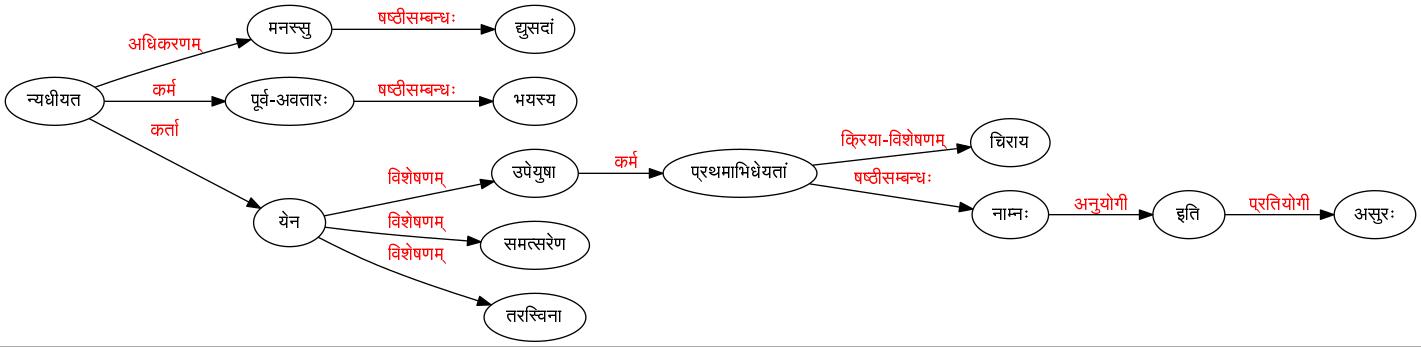 षष्ठीसम्बन्धः
मनस्सु
द्युसदां
अधिकरणम्
कर्म
षष्ठीसम्बन्धः
न्यधीयत
पूर्व-अवतारः
भयस्य
कर्ता
क्रिया-विशेषणम्
चिराय
कर्म
विशेषणम्
उपेयुषा
प्रथमाभिधेयतां
षष्ठीसम्बन्धः
अनुयोगी
प्रतियोगी
येन
विशेषणम्
नाम्नः
इति
असुरः
समत्सरेण
विशेषणम्
तरस्विना